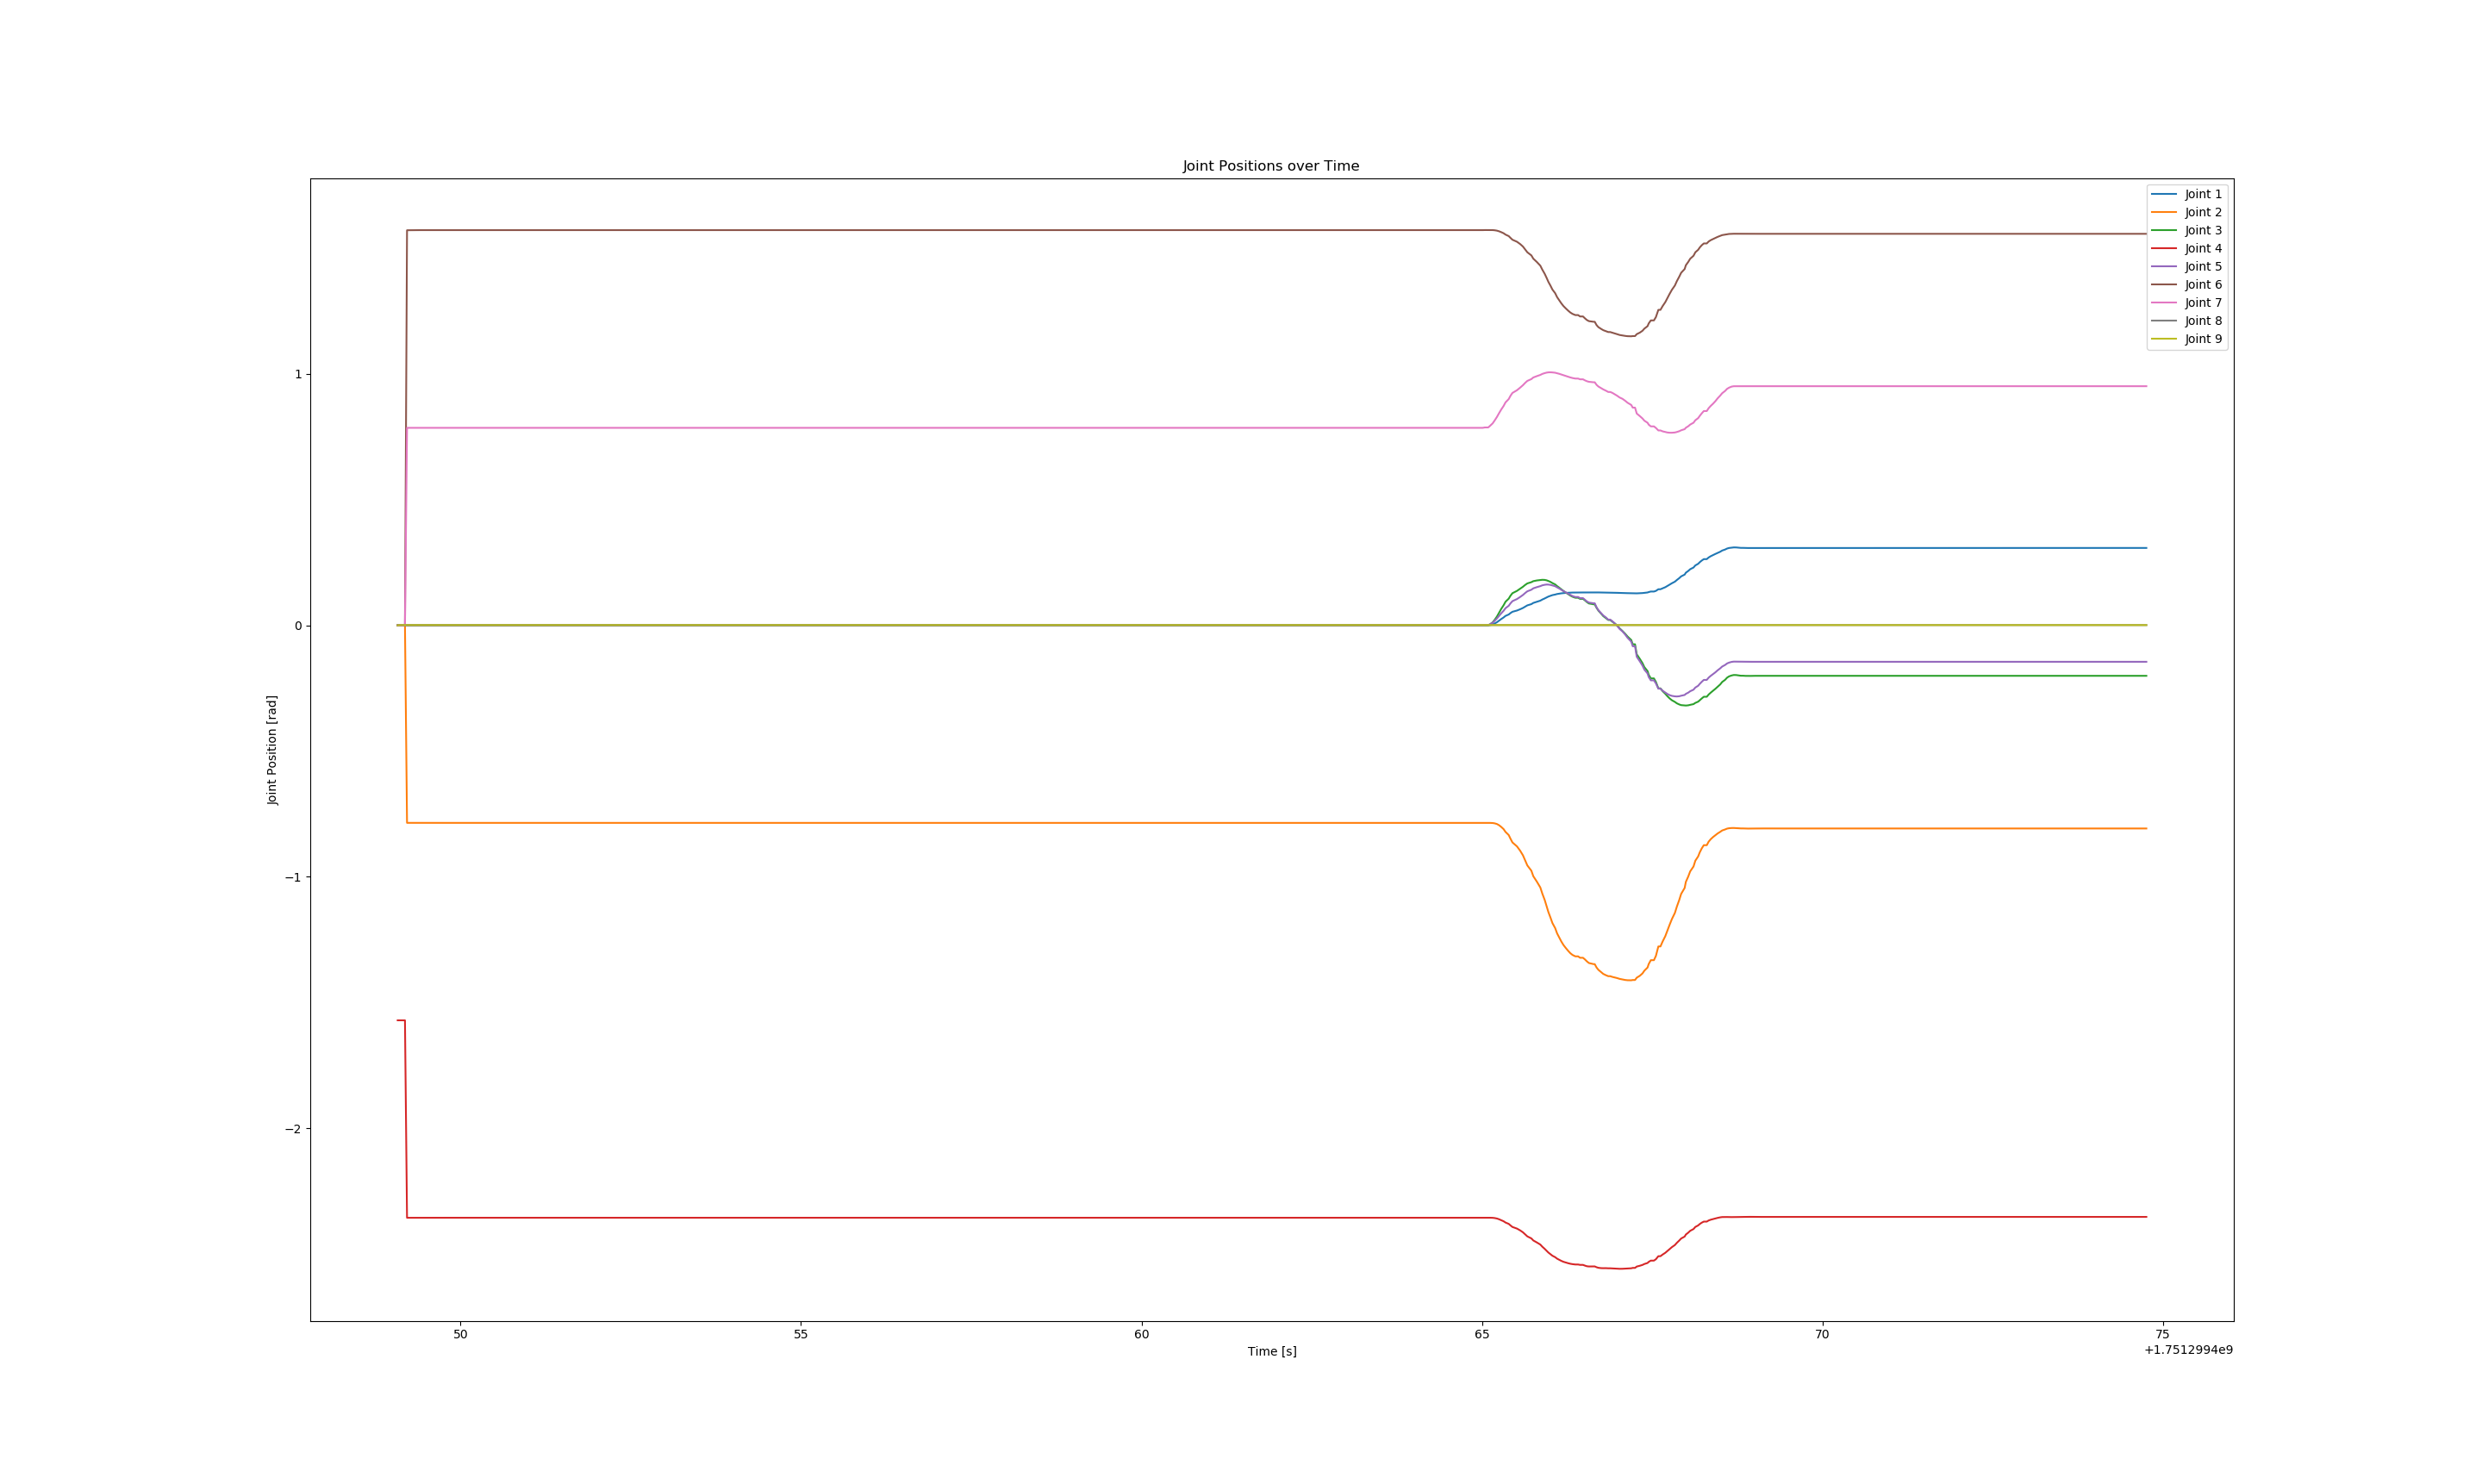 Joint Positions over Time
Joint 1
Joint 2
Joint 3
Joint 4
Joint 5
Joint 6
Joint 7
Joint 8
Joint 9
1
0
−1
−2
Joint Position [rad]
50
55
60
65
70
75
Time [s]
+1.7512994e9